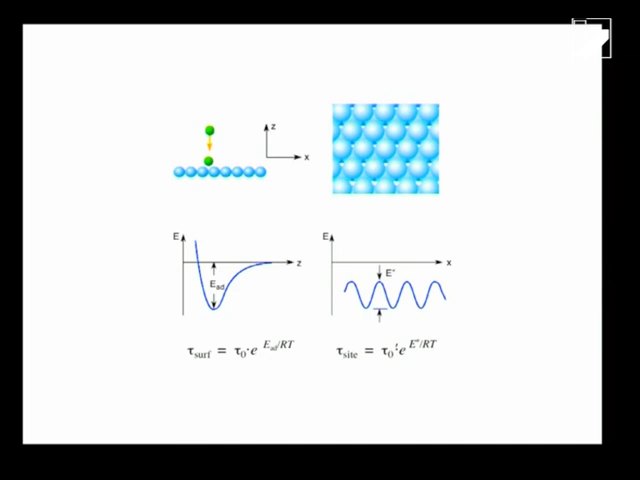 z
x
E
z
E_ad
E
x
E*
τ_surf = τ_0·e^{E_ad/RT}
τ_site = τ_0·e^{E*/RT}